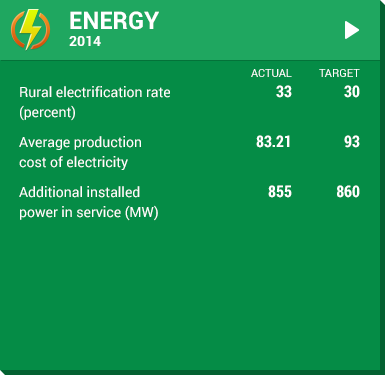 ENERGY
2014
ACTUAL TARGET
Rural electrification rate 33 30
(percent)
Average production 83.21 93
cost of electricity
Additional installed 855 860
power in service (MW)